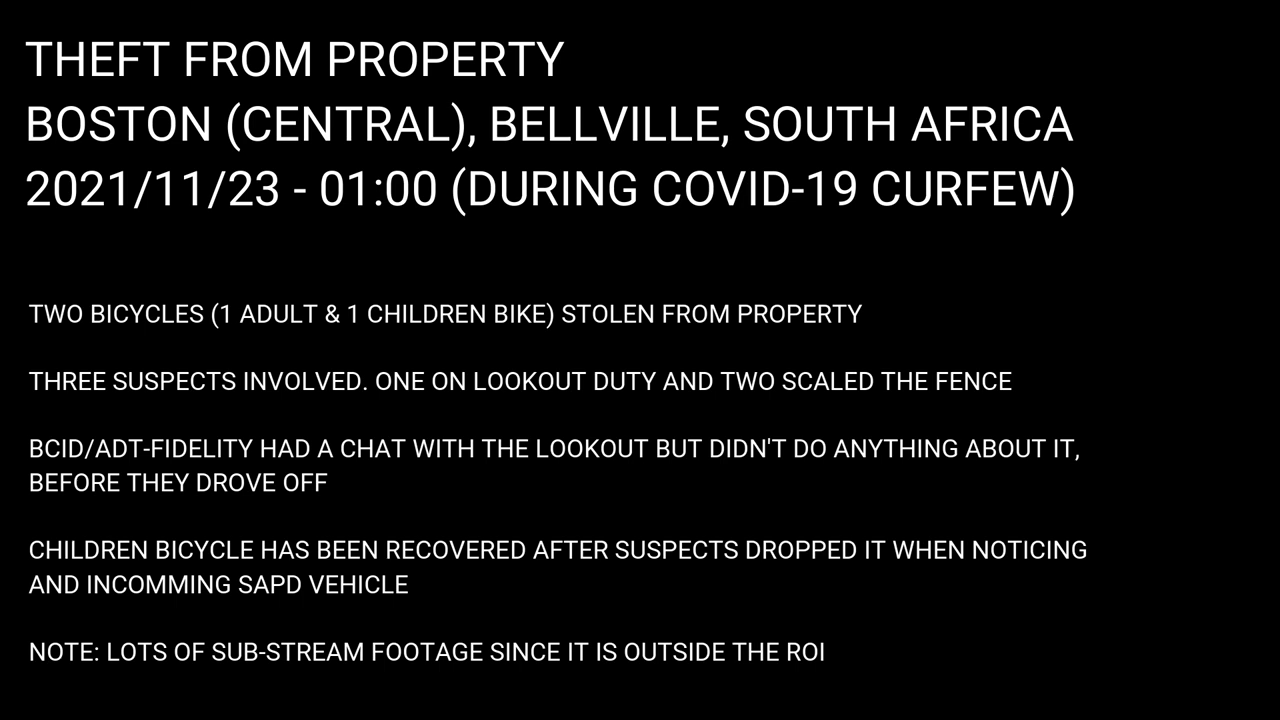 THEFT FROM PROPERTY
BOSTON (CENTRAL), BELLVILLE, SOUTH AFRICA
2021/11/23 - 01:00 (DURING COVID-19 CURFEW)
TWO BICYCLES (1 ADULT & 1 CHILDREN BIKE) STOLEN FROM PROPERTY
THREE SUSPECTS INVOLVED. ONE ON LOOKOUT DUTY AND TWO SCALED THE FENCE
BCID/ADT-FIDELITY HAD A CHAT WITH THE LOOKOUT BUT DIDN'T DO ANYTHING ABOUT IT,
BEFORE THEY DROVE OFF
CHILDREN BICYCLE HAS BEEN RECOVERED AFTER SUSPECTS DROPPED IT WHEN NOTICING
AND INCOMMING SAPD VEHICLE
NOTE: LOTS OF SUB-STREAM FOOTAGE SINCE IT IS OUTSIDE THE ROI